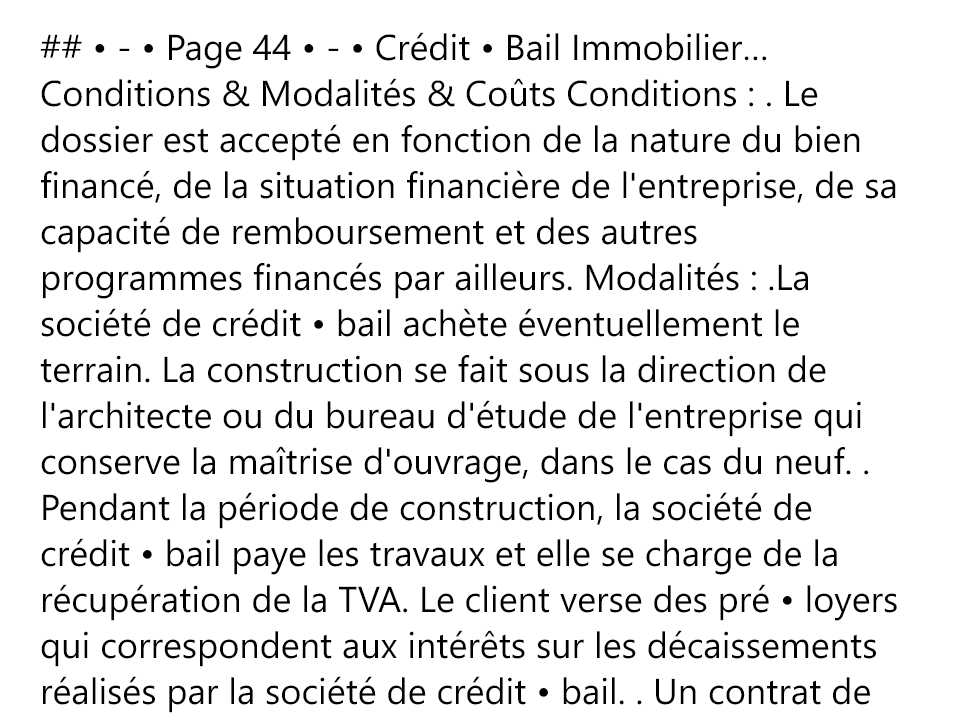 ## • - • Page 44 • - • Crédit • Bail Immobilier...
Conditions & Modalités & Coûts Conditions : . Le
dossier est accepté en fonction de la nature du bien
financé, de la situation financière de l'entreprise, de sa
capacité de remboursement et des autres
programmes financés par ailleurs. Modalités : .La
société de crédit • bail achète éventuellement le
terrain. La construction se fait sous la direction de
l'architecte ou du bureau d'étude de l'entreprise qui
conserve la maîtrise d'ouvrage, dans le cas du neuf. .
Pendant la période de construction, la société de
crédit • bail paye les travaux et elle se charge de la
récupération de la TVA. Le client verse des pré • loyers
qui correspondent aux intérêts sur les décaissements
réalisés par la société de crédit • bail. . Un contrat de